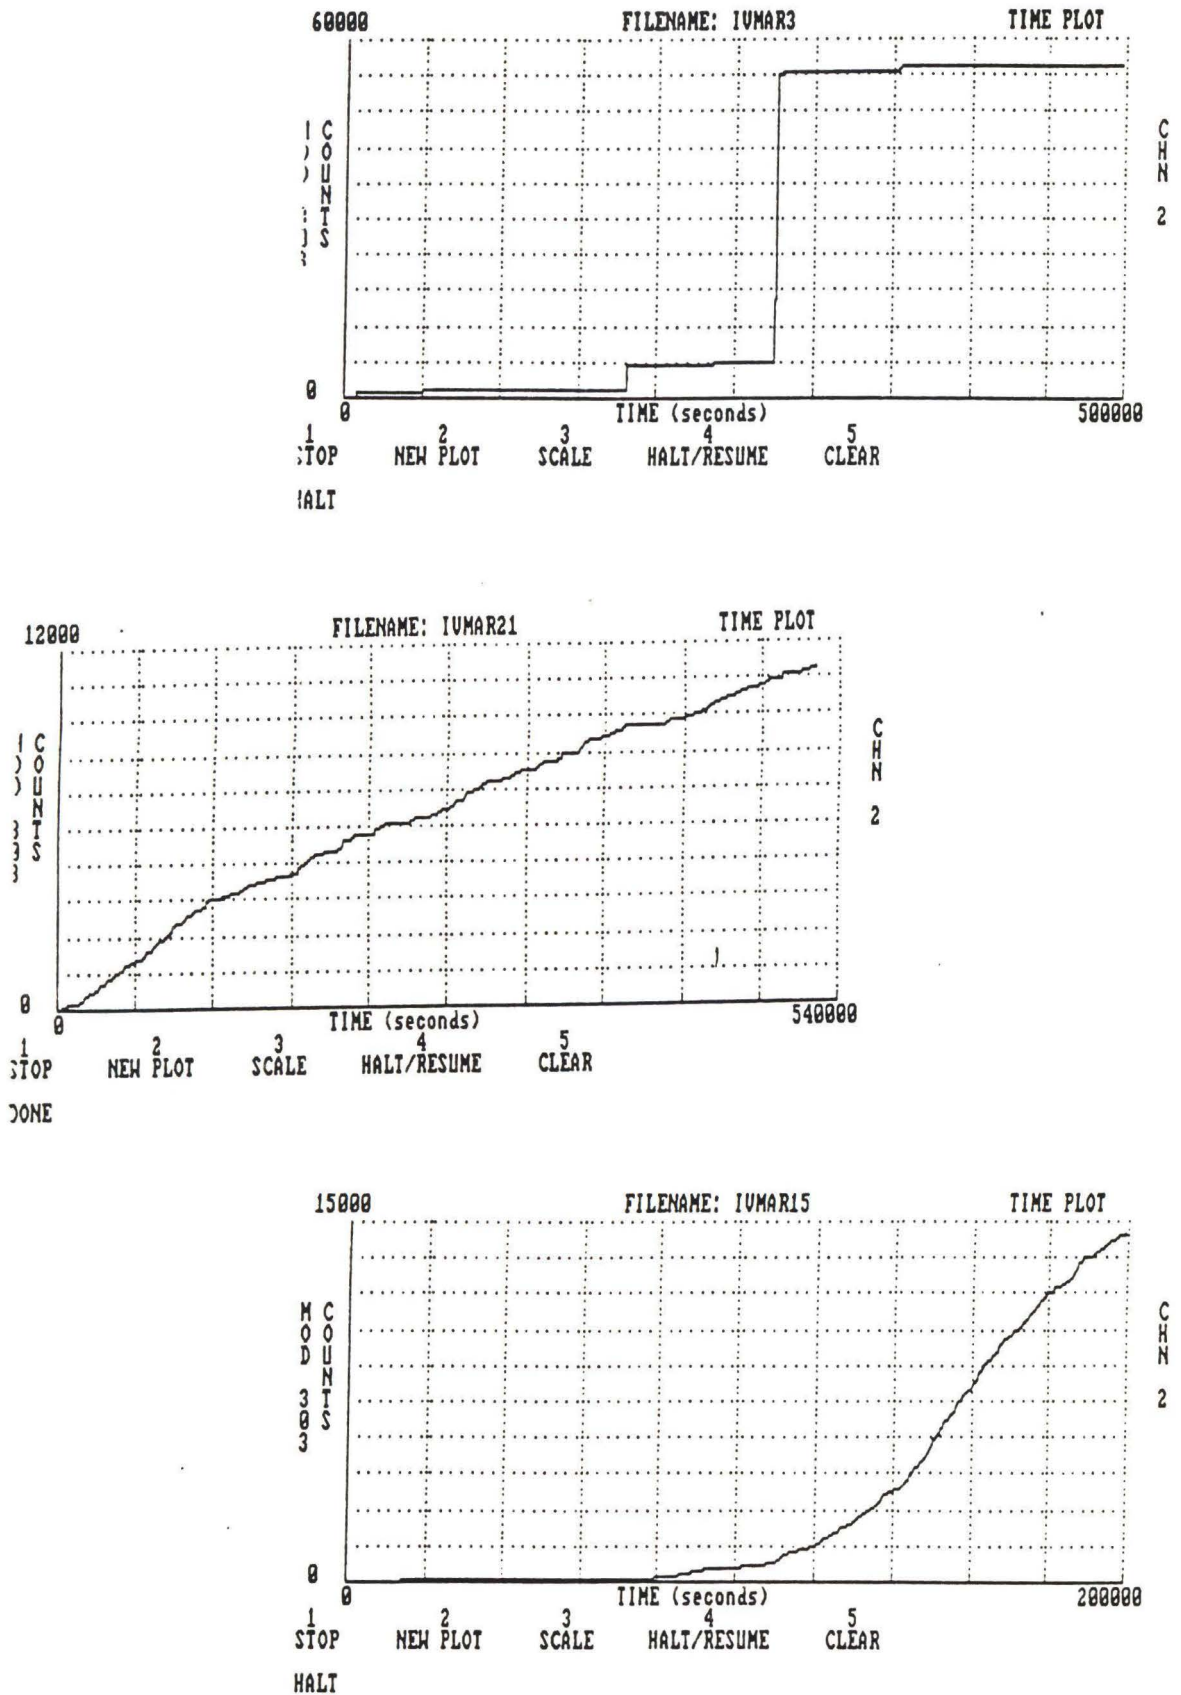 60000 FILENAME: IVMAR3 TIME PLOT
COUNTS
CHN 2
0
0 TIME (seconds) 500000
1 2 3 4 5
STOP NEW PLOT SCALE HALT/RESUME CLEAR
HALT
12000 FILENAME: IVMAR21 TIME PLOT
COUNTS
CHN 2
0
0 TIME (seconds) 540000
1 2 3 4 5
STOP NEW PLOT SCALE HALT/RESUME CLEAR
DONE
15000 FILENAME: IVMAR15 TIME PLOT
MOD 303
COUNTS
CHN 2
0
0 TIME (seconds) 200000
1 2 3 4 5
STOP NEW PLOT SCALE HALT/RESUME CLEAR
HALT